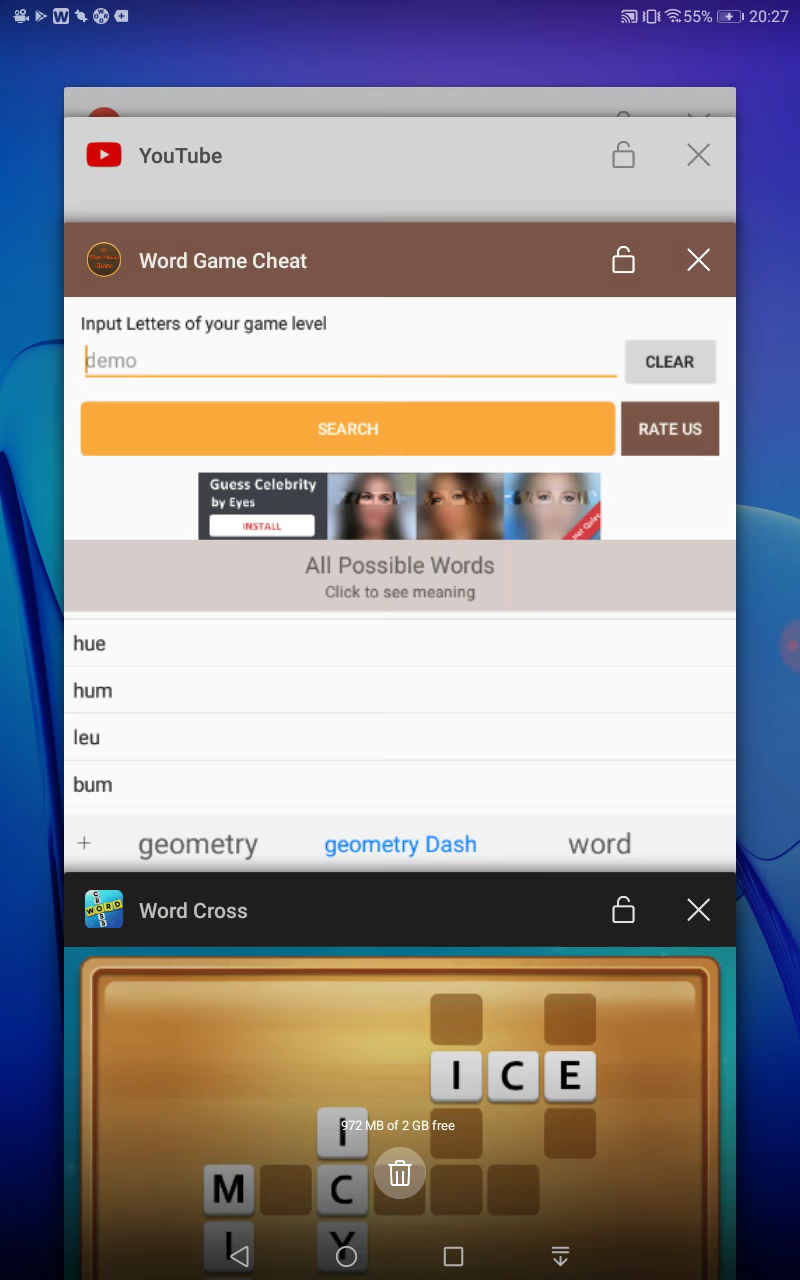 55% 20:27
YouTube
Word Game Cheat
Input Letters of your game level
demo
CLEAR
SEARCH
RATE US
Guess Celebrity
by Eyes
INSTALL
All Possible Words
Click to see meaning
hue
hum
leu
bum
+ geometry geometry Dash word
Word Cross
I C E
I
972 MB of 2 GB free
M C
I Y